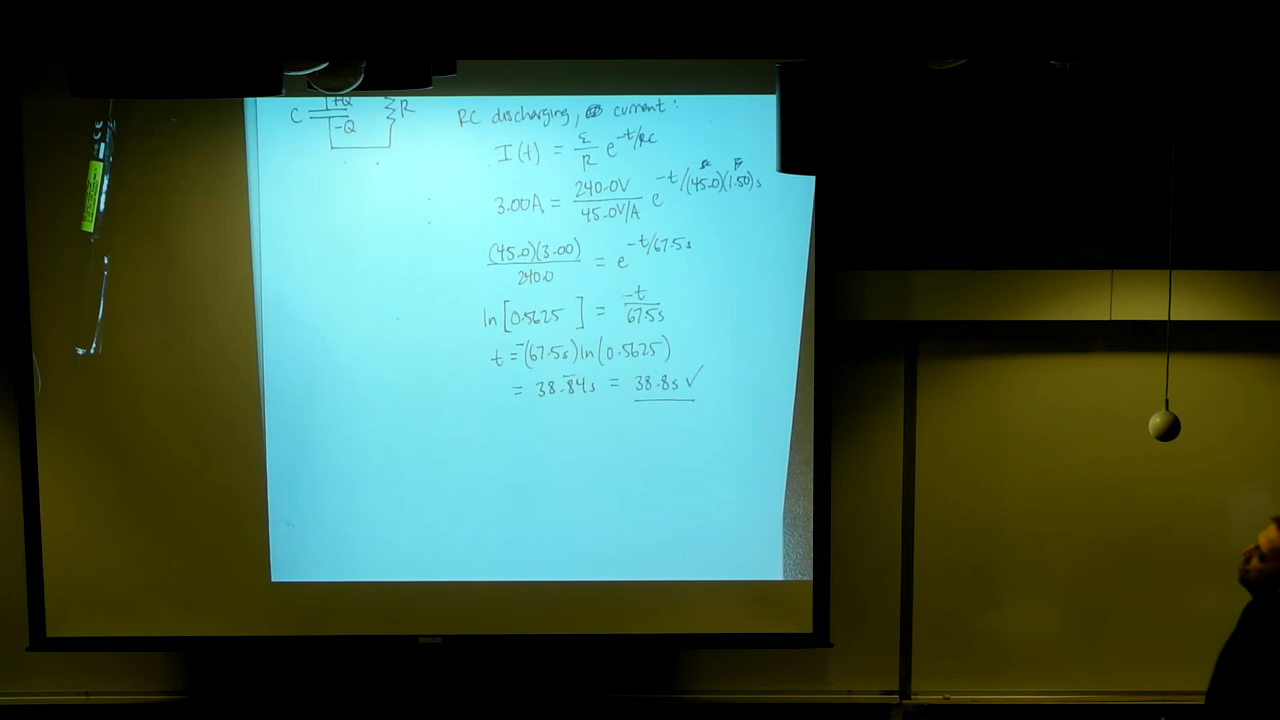 +Q
C
R
-Q
RC discharging, current:
I(t) = ε/R e^-t/RC
3.00A = 240.0V/45.0V/A e^-t/(45.0)(1.50)s
(45.0)(3.00)/240.0 = e^-t/67.5s
ln[0.5625 ] = -t/67.5s
t = -(67.5s)ln(0.5625)
= 38.84s = 38.8s ✓